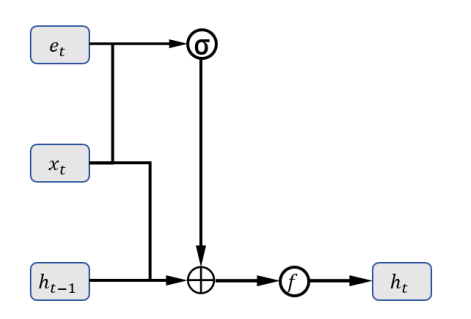 e_t
σ
x_t
h_{t-1}
f
h_t